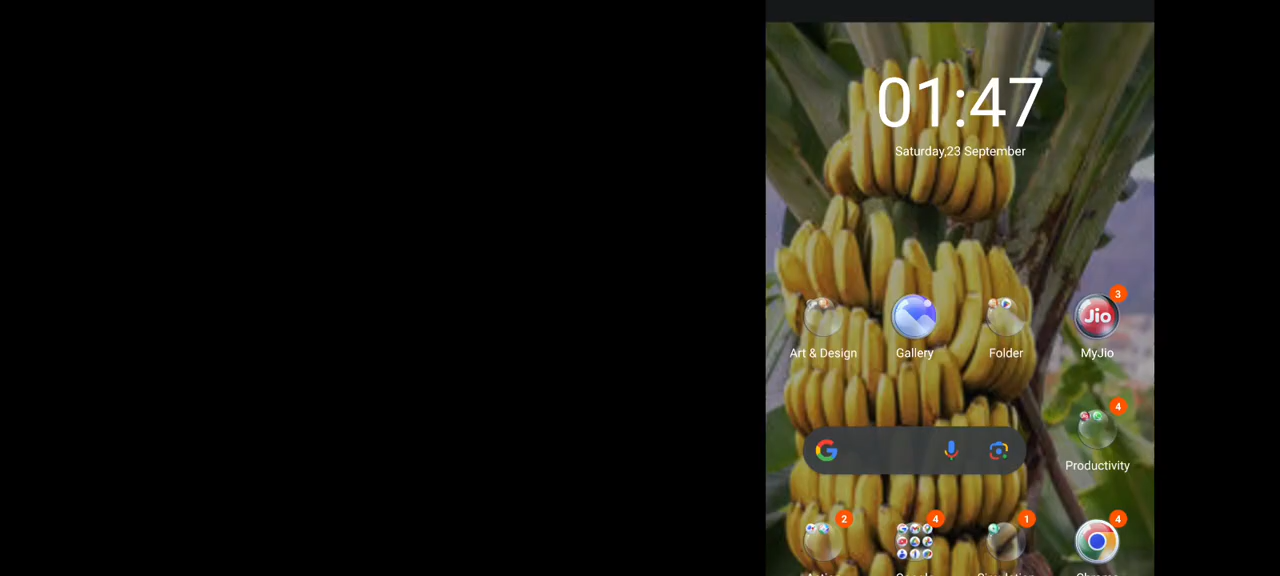 01:47
Saturday,23 September
3
Jio
Art & Design
Gallery
Folder
MyJio
4
Productivity
2
4
1
4